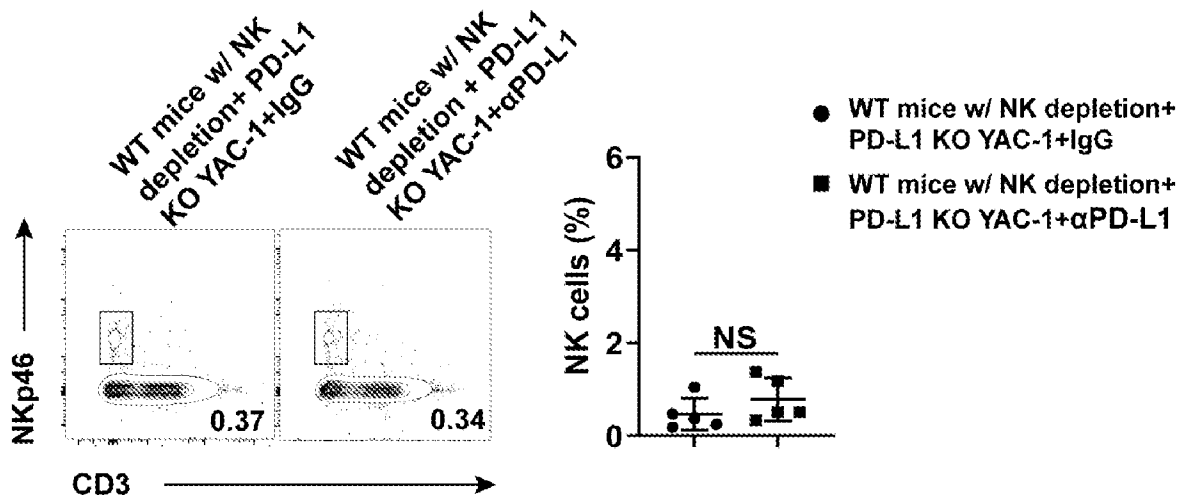 WT mice w/ NK
depletion+ PD-L1
KO YAC-1+IgG
WT mice w/ NK
depletion + PD-L1
KO YAC-1+αPD-L1
NKp46
0.37
0.34
CD3
NK cells (%)
6
4
2
0
NS
WT mice w/ NK depletion+
PD-L1 KO YAC-1+IgG
WT mice w/ NK depletion+
PD-L1 KO YAC-1+αPD-L1